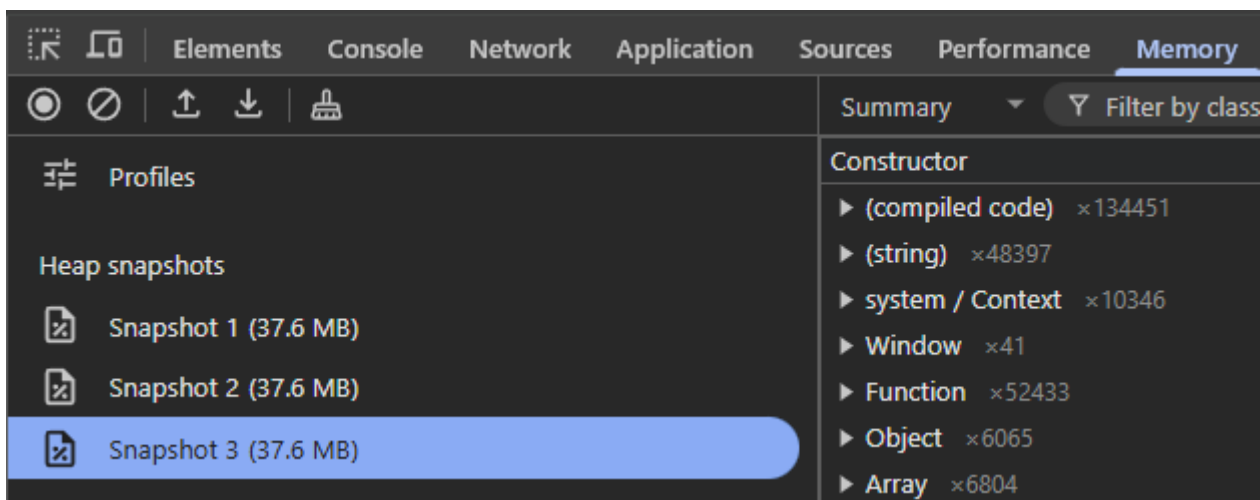 Elements Console Network Application Sources Performance Memory
Summary Filter by class
Profiles
Heap snapshots
Snapshot 1 (37.6 MB)
Snapshot 2 (37.6 MB)
Snapshot 3 (37.6 MB)
Constructor
(compiled code) ×134451
(string) ×48397
system / Context ×10346
Window ×41
Function ×52433
Object ×6065
Array ×6804